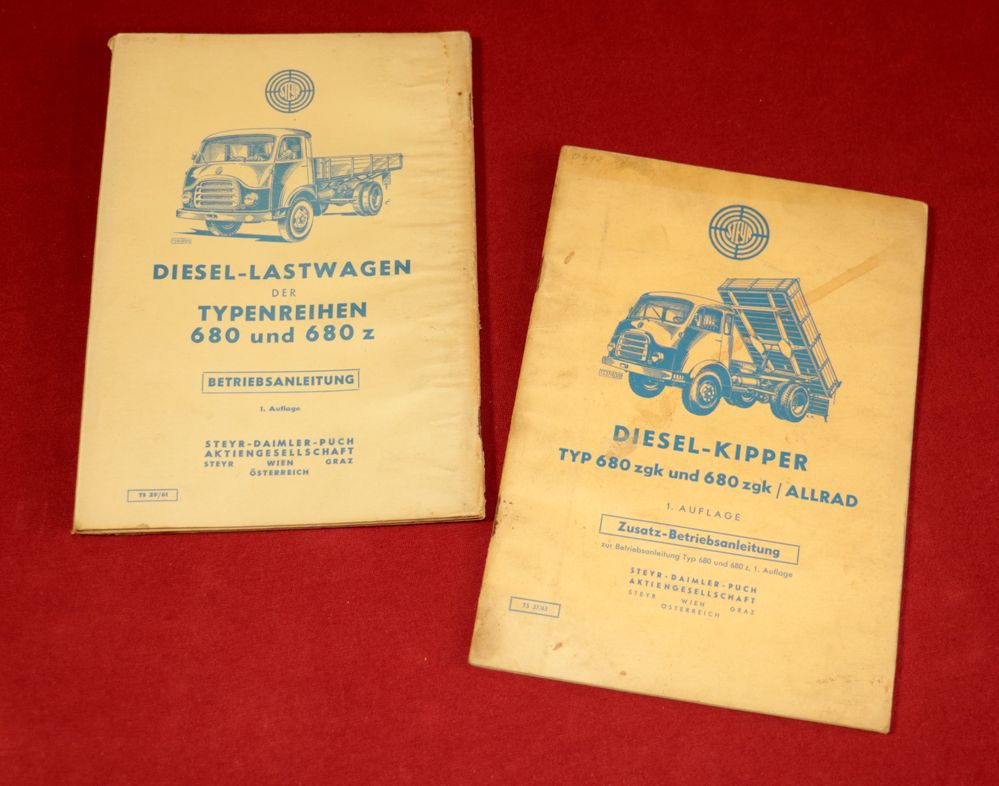 STEYR
DIESEL-LASTWAGEN
DER
TYPENREIHEN
680 und 680 z
BETRIEBSANLEITUNG
1. Auflage
STEYR-DAIMLER-PUCH
AKTIENGESELLSCHAFT
STEYR WIEN GRAZ
ÖSTERREICH
STEYR
DIESEL-KIPPER
TYP 680 zgk und 680 zgk / ALLRAD
1. AUFLAGE
Zusatz-Betriebsanleitung
zur Betriebsanleitung Typ 680 und 680 z, 1. Auflage
STEYR-DAIMLER-PUCH
AKTIENGESELLSCHAFT
STEYR WIEN GRAZ
ÖSTERREICH